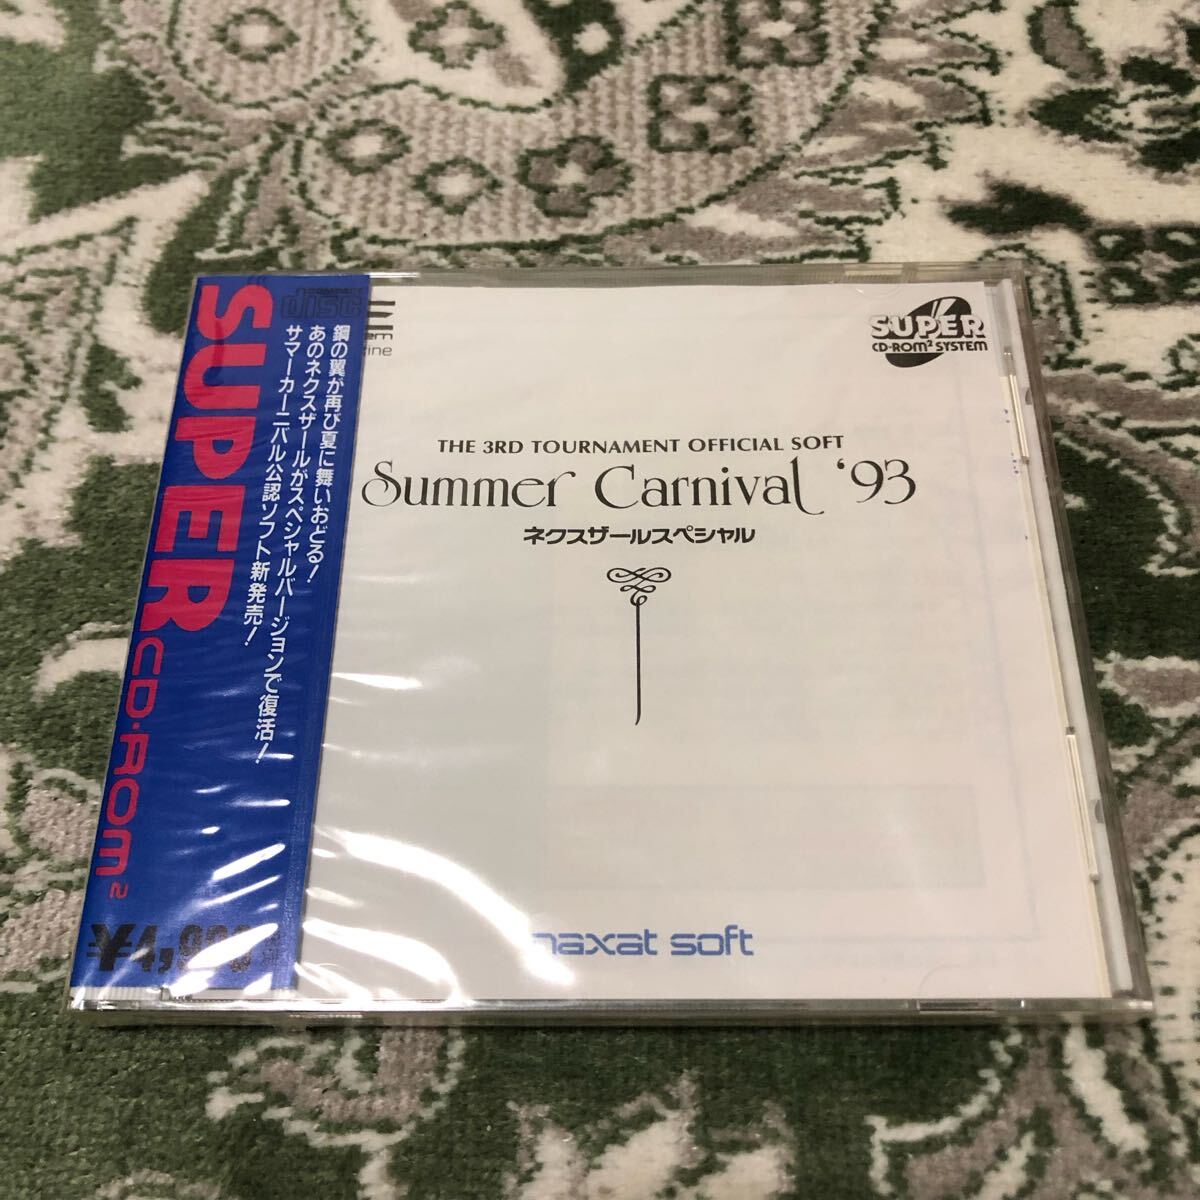 SUPER
CD-ROM²
disc
鋼の翼が再び夏に舞いおどる!
あのネクスザールがスペシャルバージョンで復活!
サマーカーニバル公認ソフト新発売!
SUPER
CD-ROM² SYSTEM
THE 3RD TOURNAMENT OFFICIAL SOFT
Summer Carnival '93
ネクスザールスペシャル
naxat soft